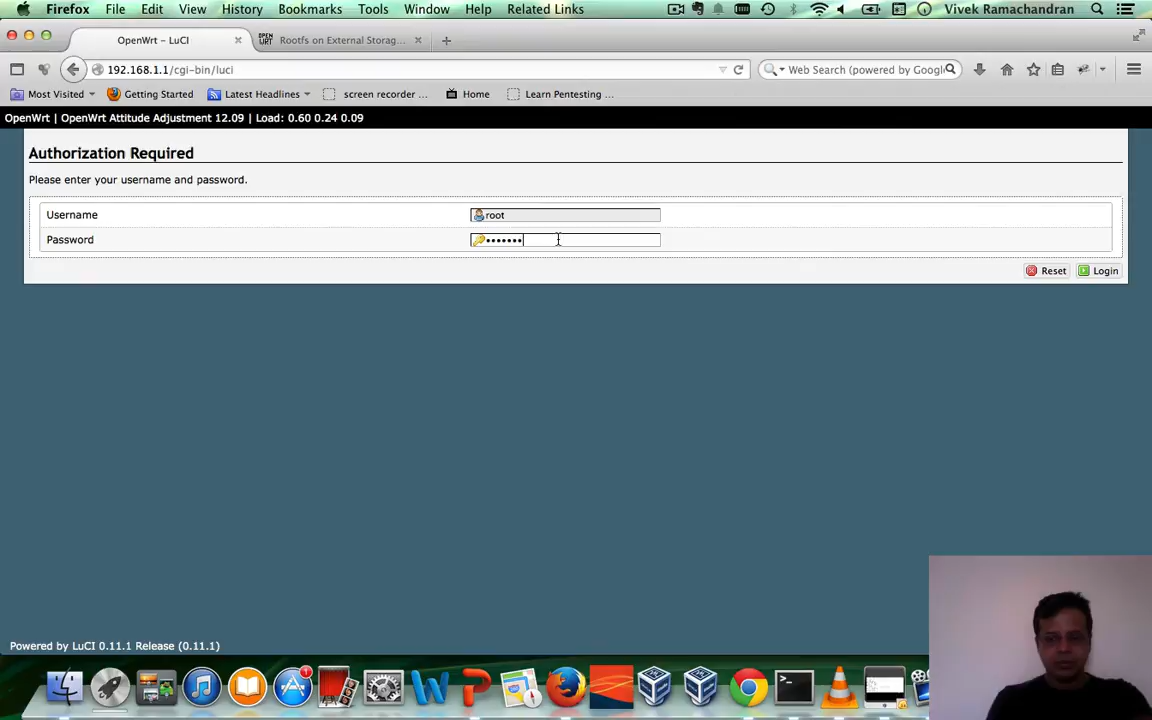 Firefox File Edit View History Bookmarks Tools Window Help Related Links Vivek Ramachandran
OpenWrt - LuCI Rootfs on External Storag...
192.168.1.1/cgi-bin/luci Web Search (powered by Googl
Most Visited Getting Started Latest Headlines screen recorder ... Home Learn Pentesting ...
OpenWrt | OpenWrt Attitude Adjustment 12.09 | Load: 0.60 0.24 0.09
Authorization Required
Please enter your username and password.
Username root
Password •••••••
Reset Login
Powered by LuCI 0.11.1 Release (0.11.1)